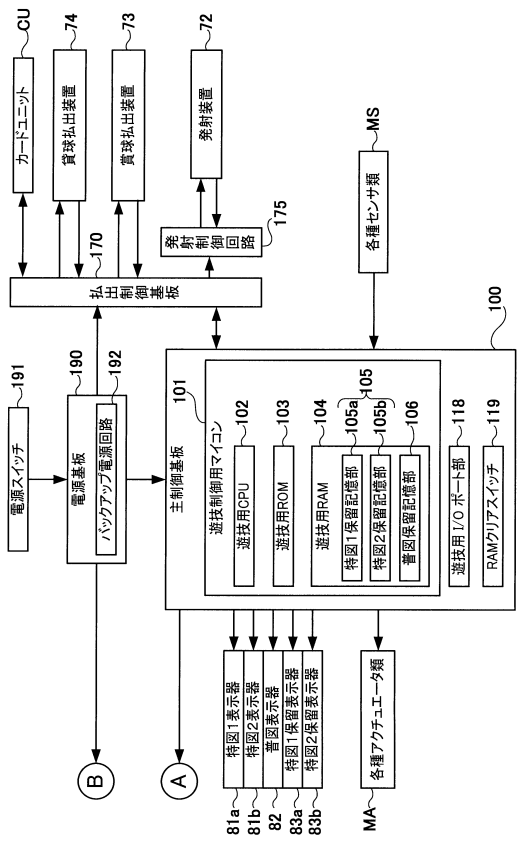 CU
カードユニット
74
貸球払出装置
73
賞球払出装置
72
発射装置
175
発射制御回路
170
払出制御基板
MS
各種センサ類
191
電源スイッチ
190
電源基板
192
バックアップ電源回路
100
主制御基板
101
遊技制御用マイコン
102
遊技用CPU
103
遊技用ROM
104
遊技用RAM
105
105a
特図1保留記憶部
105b
特図2保留記憶部
106
普図保留記憶部
118
遊技用I/Oポート部
119
RAMクリアスイッチ
B
A
特図1表示器
81a
特図2表示器
81b
普図表示器
82
特図1保留表示器
83a
特図2保留表示器
83b
各種アクチュエータ類
MA